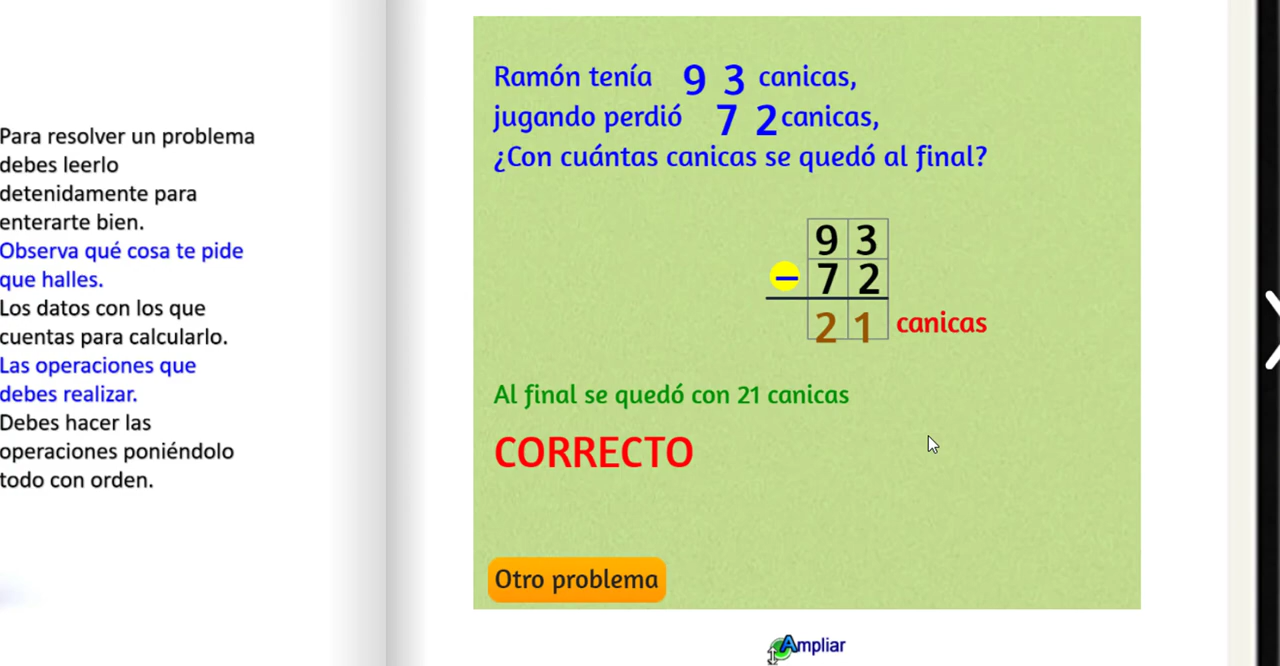 Para resolver un problema
debes leerlo
detenidamente para
enterarte bien.
Observa qué cosa te pide
que halles.
Los datos con los que
cuentas para calcularlo.
Las operaciones que
debes realizar.
Debes hacer las
operaciones poniéndolo
todo con orden.
Ramón tenía 9 3 canicas,
jugando perdió 7 2 canicas,
¿Con cuántas canicas se quedó al final?
9 3
− 7 2
2 1 canicas
Al final se quedó con 21 canicas
CORRECTO
Otro problema
Ampliar